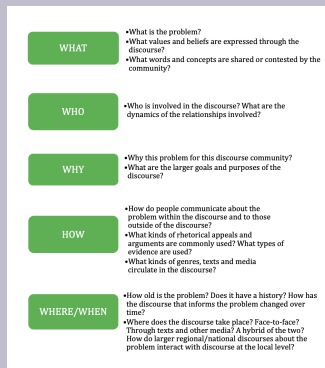 WHAT
•What is the problem?
•What values and beliefs are expressed through the
discourse?
•What words and concepts are shared or contested by the
community?
WHO
•Who is involved in the discourse? What are the
dynamics of the relationships involved?
WHY
•Why this problem for this discourse community?
•What are the larger goals and purposes of the
discourse?
HOW
•How do people communicate about the
problem within the discourse and to those
outside of the discourse?
•What kinds of rhetorical appeals and
arguments are commonly used? What types of
evidence are used?
•What kinds of genres, texts and media
circulate in the discourse?
WHERE/WHEN
•How old is the problem? Does it have a history? How has
the discourse that informs the problem changed over
time?
•Where does the discourse take place? Face-to-face?
Through texts and other media? A hybrid of the two?
How do larger regional/national discourses about the
problem interact with discourse at the local level?